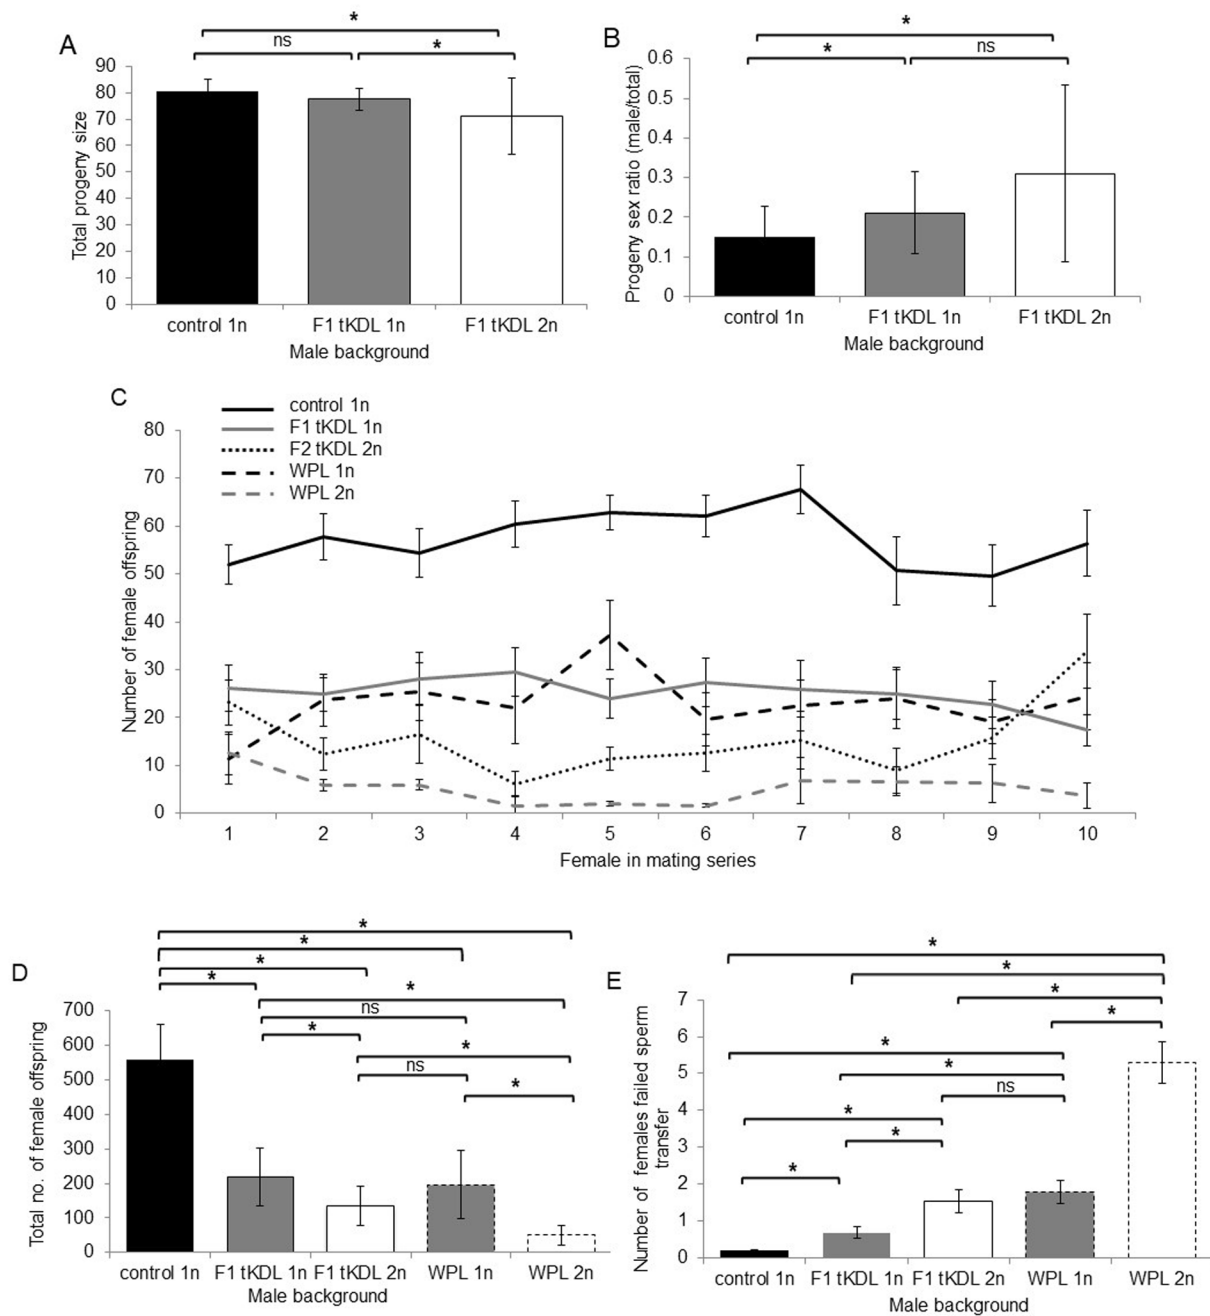 A
*
ns
*
Total progeny size
90
80
70
60
50
40
30
20
10
0
control 1n
F1 tKDL 1n
F1 tKDL 2n
Male background
B
*
*
ns
Progeny sex ratio (male/total)
0.6
0.5
0.4
0.3
0.2
0.1
0
control 1n
F1 tKDL 1n
F1 tKDL 2n
Male background
C
control 1n
F1 tKDL 1n
F2 tKDL 2n
WPL 1n
WPL 2n
Number of female offspring
80
70
60
50
40
30
20
10
0
1 2 3 4 5 6 7 8 9 10
Female in mating series
D
*
*
*
*
*
ns
*
*
ns
*
Total no. of female offspring
700
600
500
400
300
200
100
0
control 1n
F1 tKDL 1n
F1 tKDL 2n
WPL 1n
WPL 2n
Male background
E
*
*
*
*
*
*
*
ns
*
*
*
Number of females failed sperm
transfer
7
6
5
4
3
2
1
0
control 1n
F1 tKDL 1n
F1 tKDL 2n
WPL 1n
WPL 2n
Male background